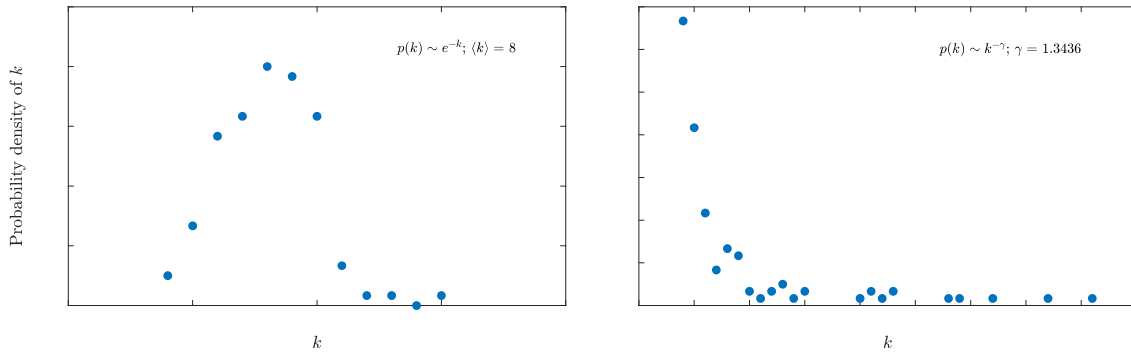 Probability density of k
p(k) ∼ e^{-k}; ⟨k⟩ = 8
k
p(k) ∼ k^{-γ}; γ = 1.3436
k